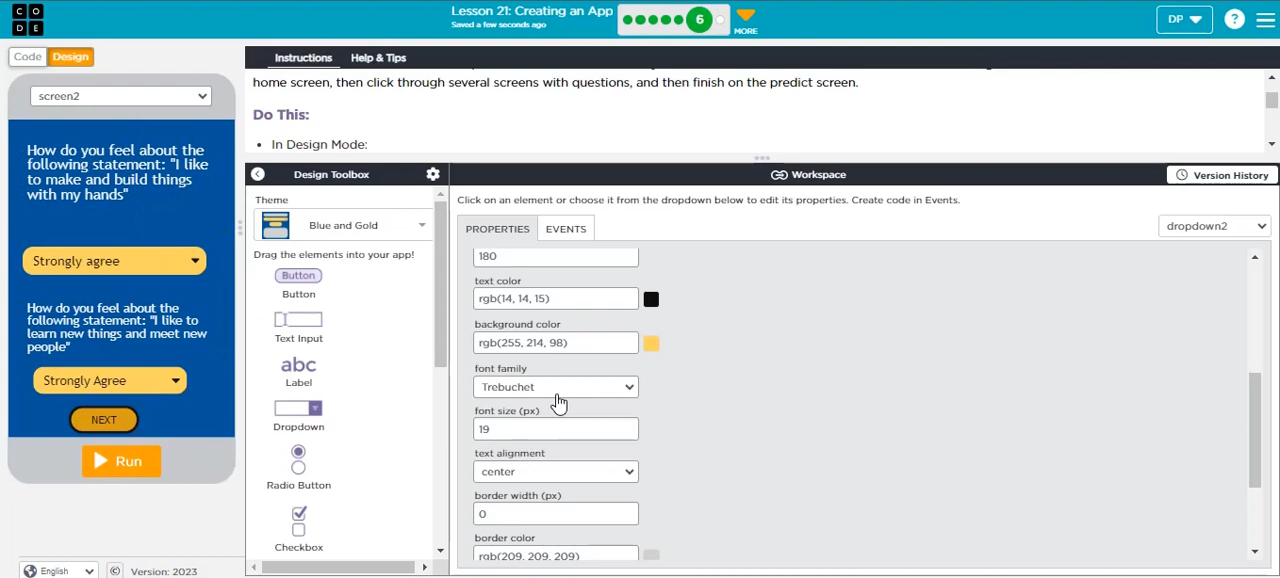 C O
D E
Lesson 21: Creating an App
Saved a few seconds ago
6
MORE
DP
?
Code
Design
Instructions
Help & Tips
home screen, then click through several screens with questions, and then finish on the predict screen.
Do This:
• In Design Mode:
screen2
How do you feel about the
following statement: "I like
to make and build things
with my hands"
Strongly agree
How do you feel about the
following statement: "I like to
learn new things and meet new
people"
Strongly Agree
NEXT
Run
English
© Version: 2023
Design Toolbox
Theme
Blue and Gold
Drag the elements into your app!
Button
Button
Text Input
abc
Label
Dropdown
Radio Button
Checkbox
Workspace
Version History
Click on an element or choose it from the dropdown below to edit its properties. Create code in Events.
PROPERTIES
EVENTS
dropdown2
180
text color
rgb(14, 14, 15)
background color
rgb(255, 214, 98)
font family
Trebuchet
font size (px)
19
text alignment
center
border width (px)
0
border color
rgb(209, 209, 209)